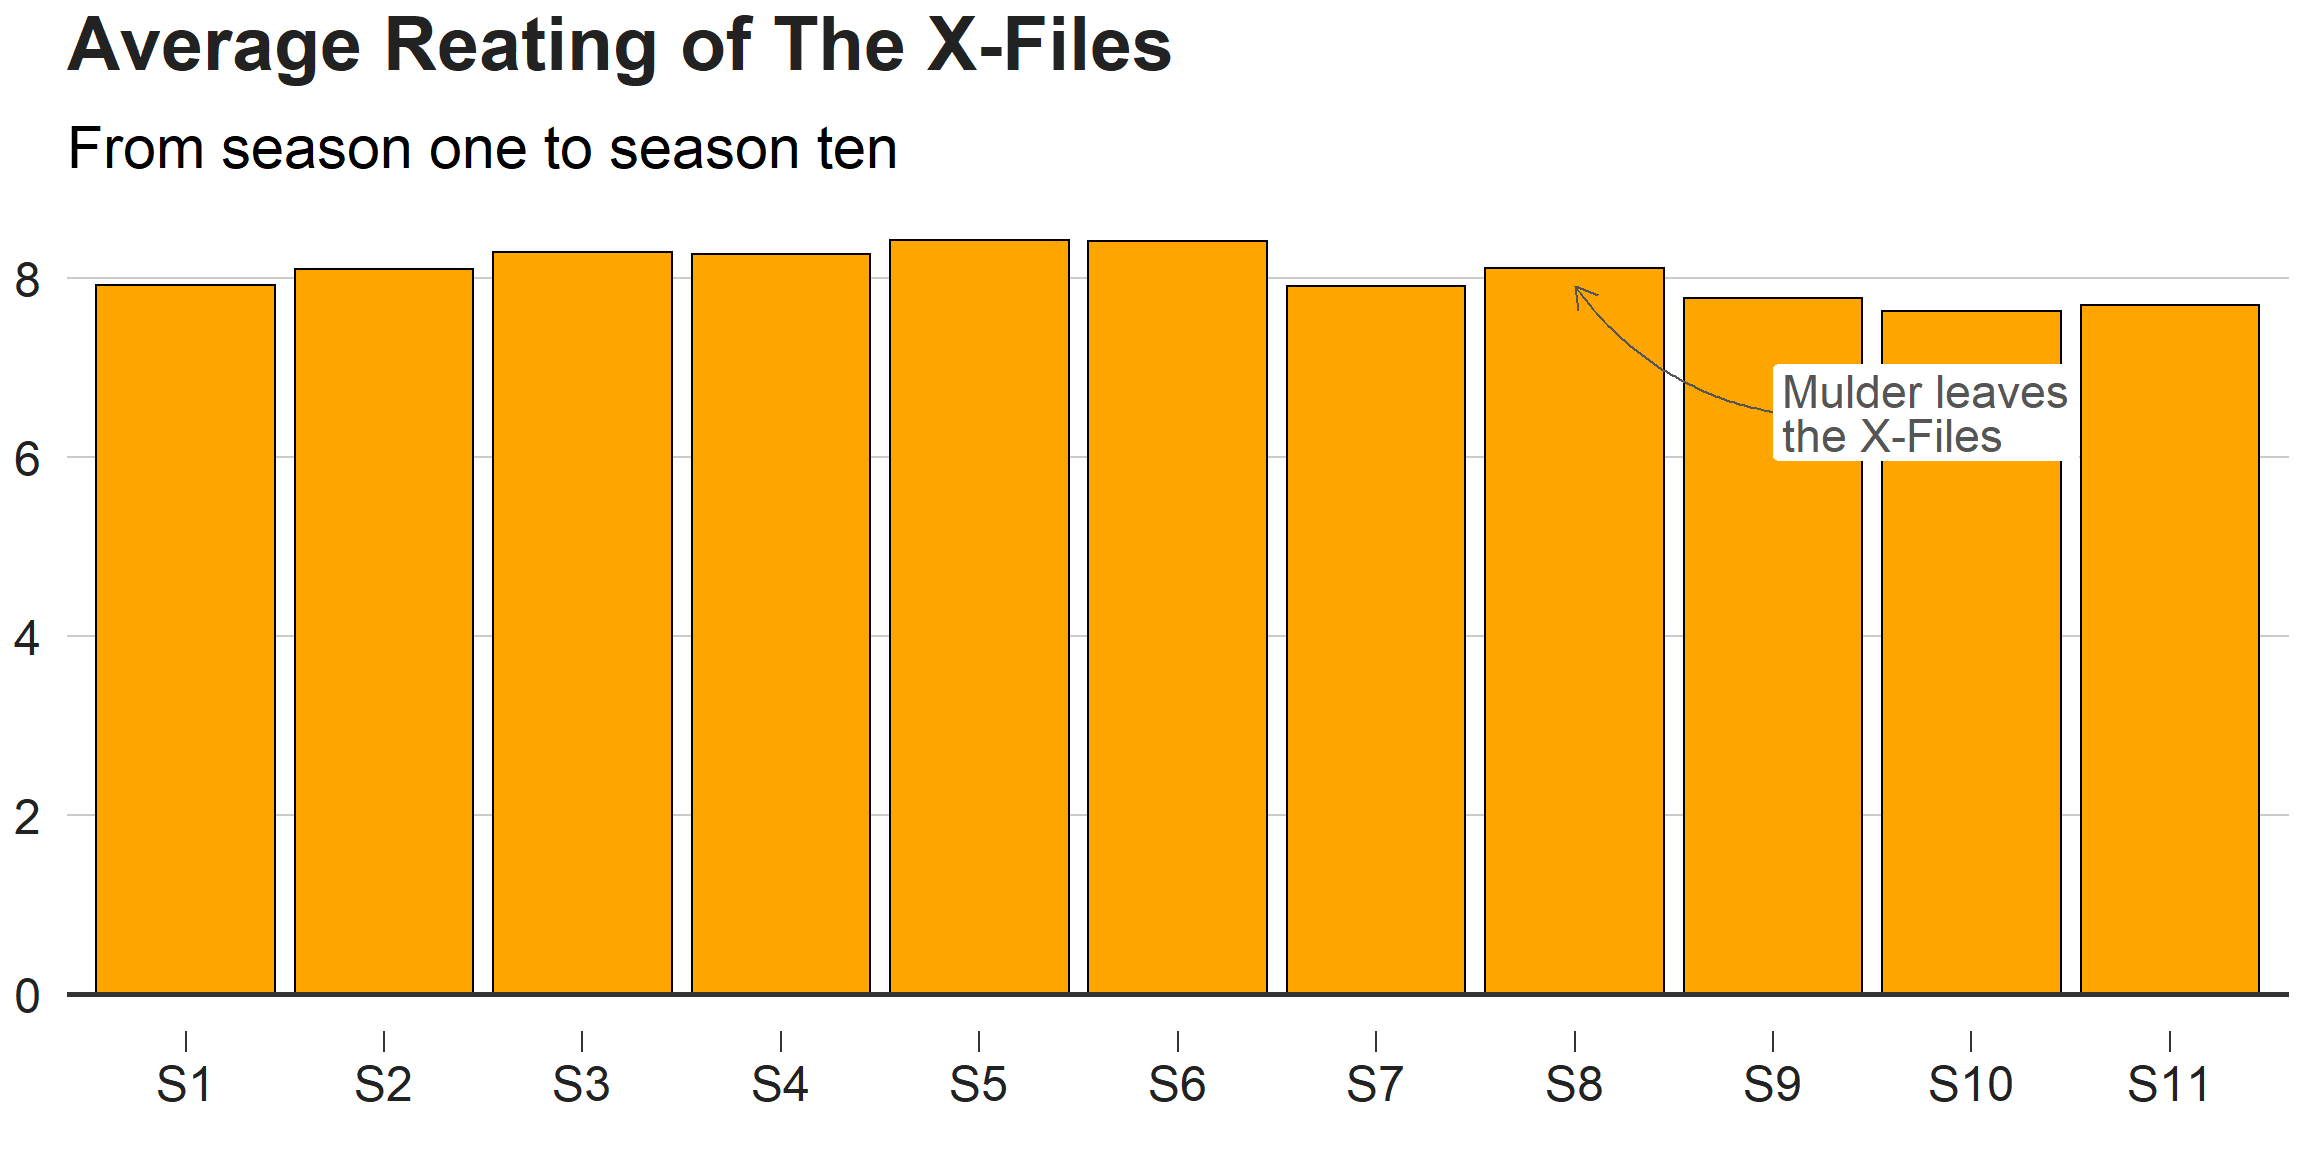 Average Reating of The X-Files
From season one to season ten
8
6
4
2
0
Mulder leaves
the X-Files
S1 S2 S3 S4 S5 S6 S7 S8 S9 S10 S11